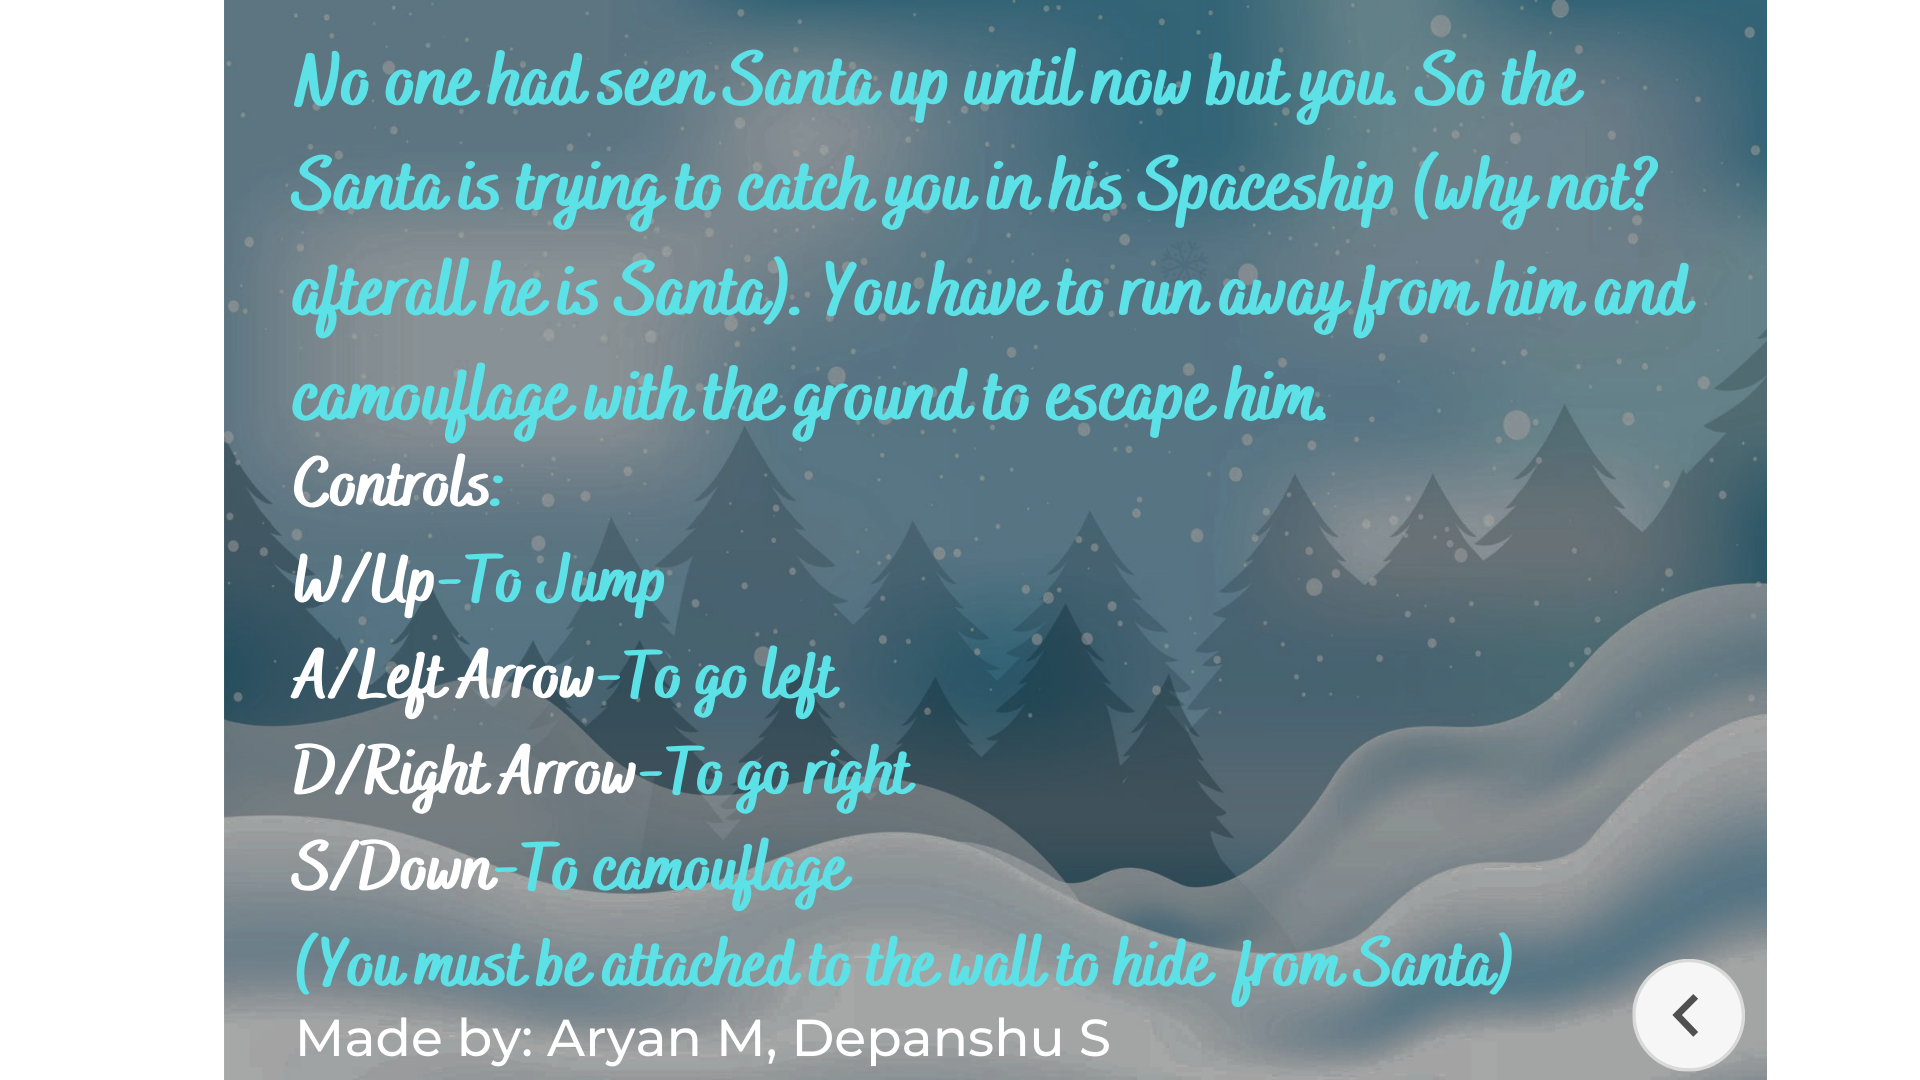 No one had seen Santa up until now but you. So the
Santa is trying to catch you in his Spaceship (why not?
afterall he is Santa). You have to run away from him and
camouflage with the ground to escape him.
Controls:
W/Up-To Jump
A/Left Arrow-To go left
D/Right Arrow-To go right
S/Down-To camouflage
(You must be attached to the wall to hide from Santa)
Made by: Aryan M, Depanshu S